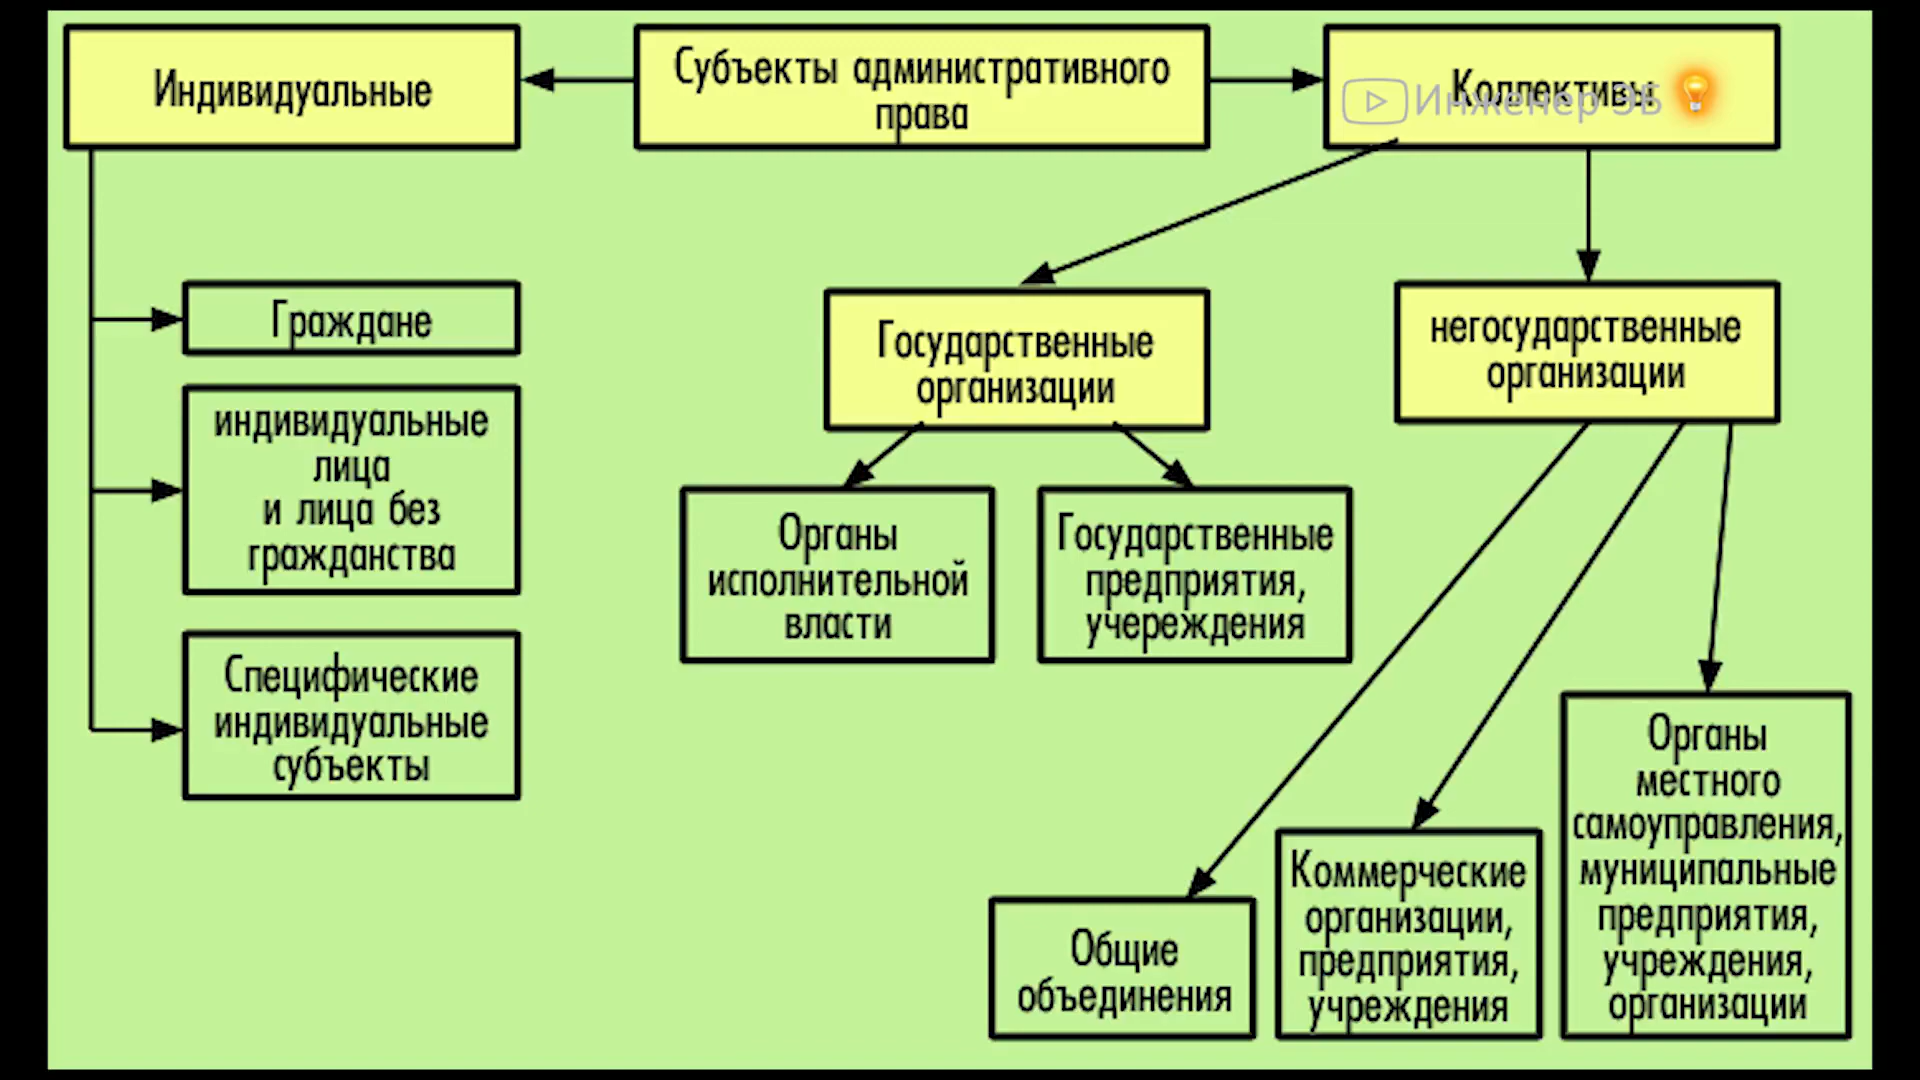 Индивидуальные
Субъекты административного
права
Коллективы
Инженер ЭБ
Граждане
индивидуальные
лица
и лица без
гражданства
Специфические
индивидуальные
субъекты
Государственные
организации
негосударственные
организации
Органы
исполнительной
власти
Государственные
предприятия,
учереждения
Общие
объединения
Коммерческие
организации,
предприятия,
учреждения
Органы
местного
самоуправления,
муниципальные
предприятия,
учреждения,
организации